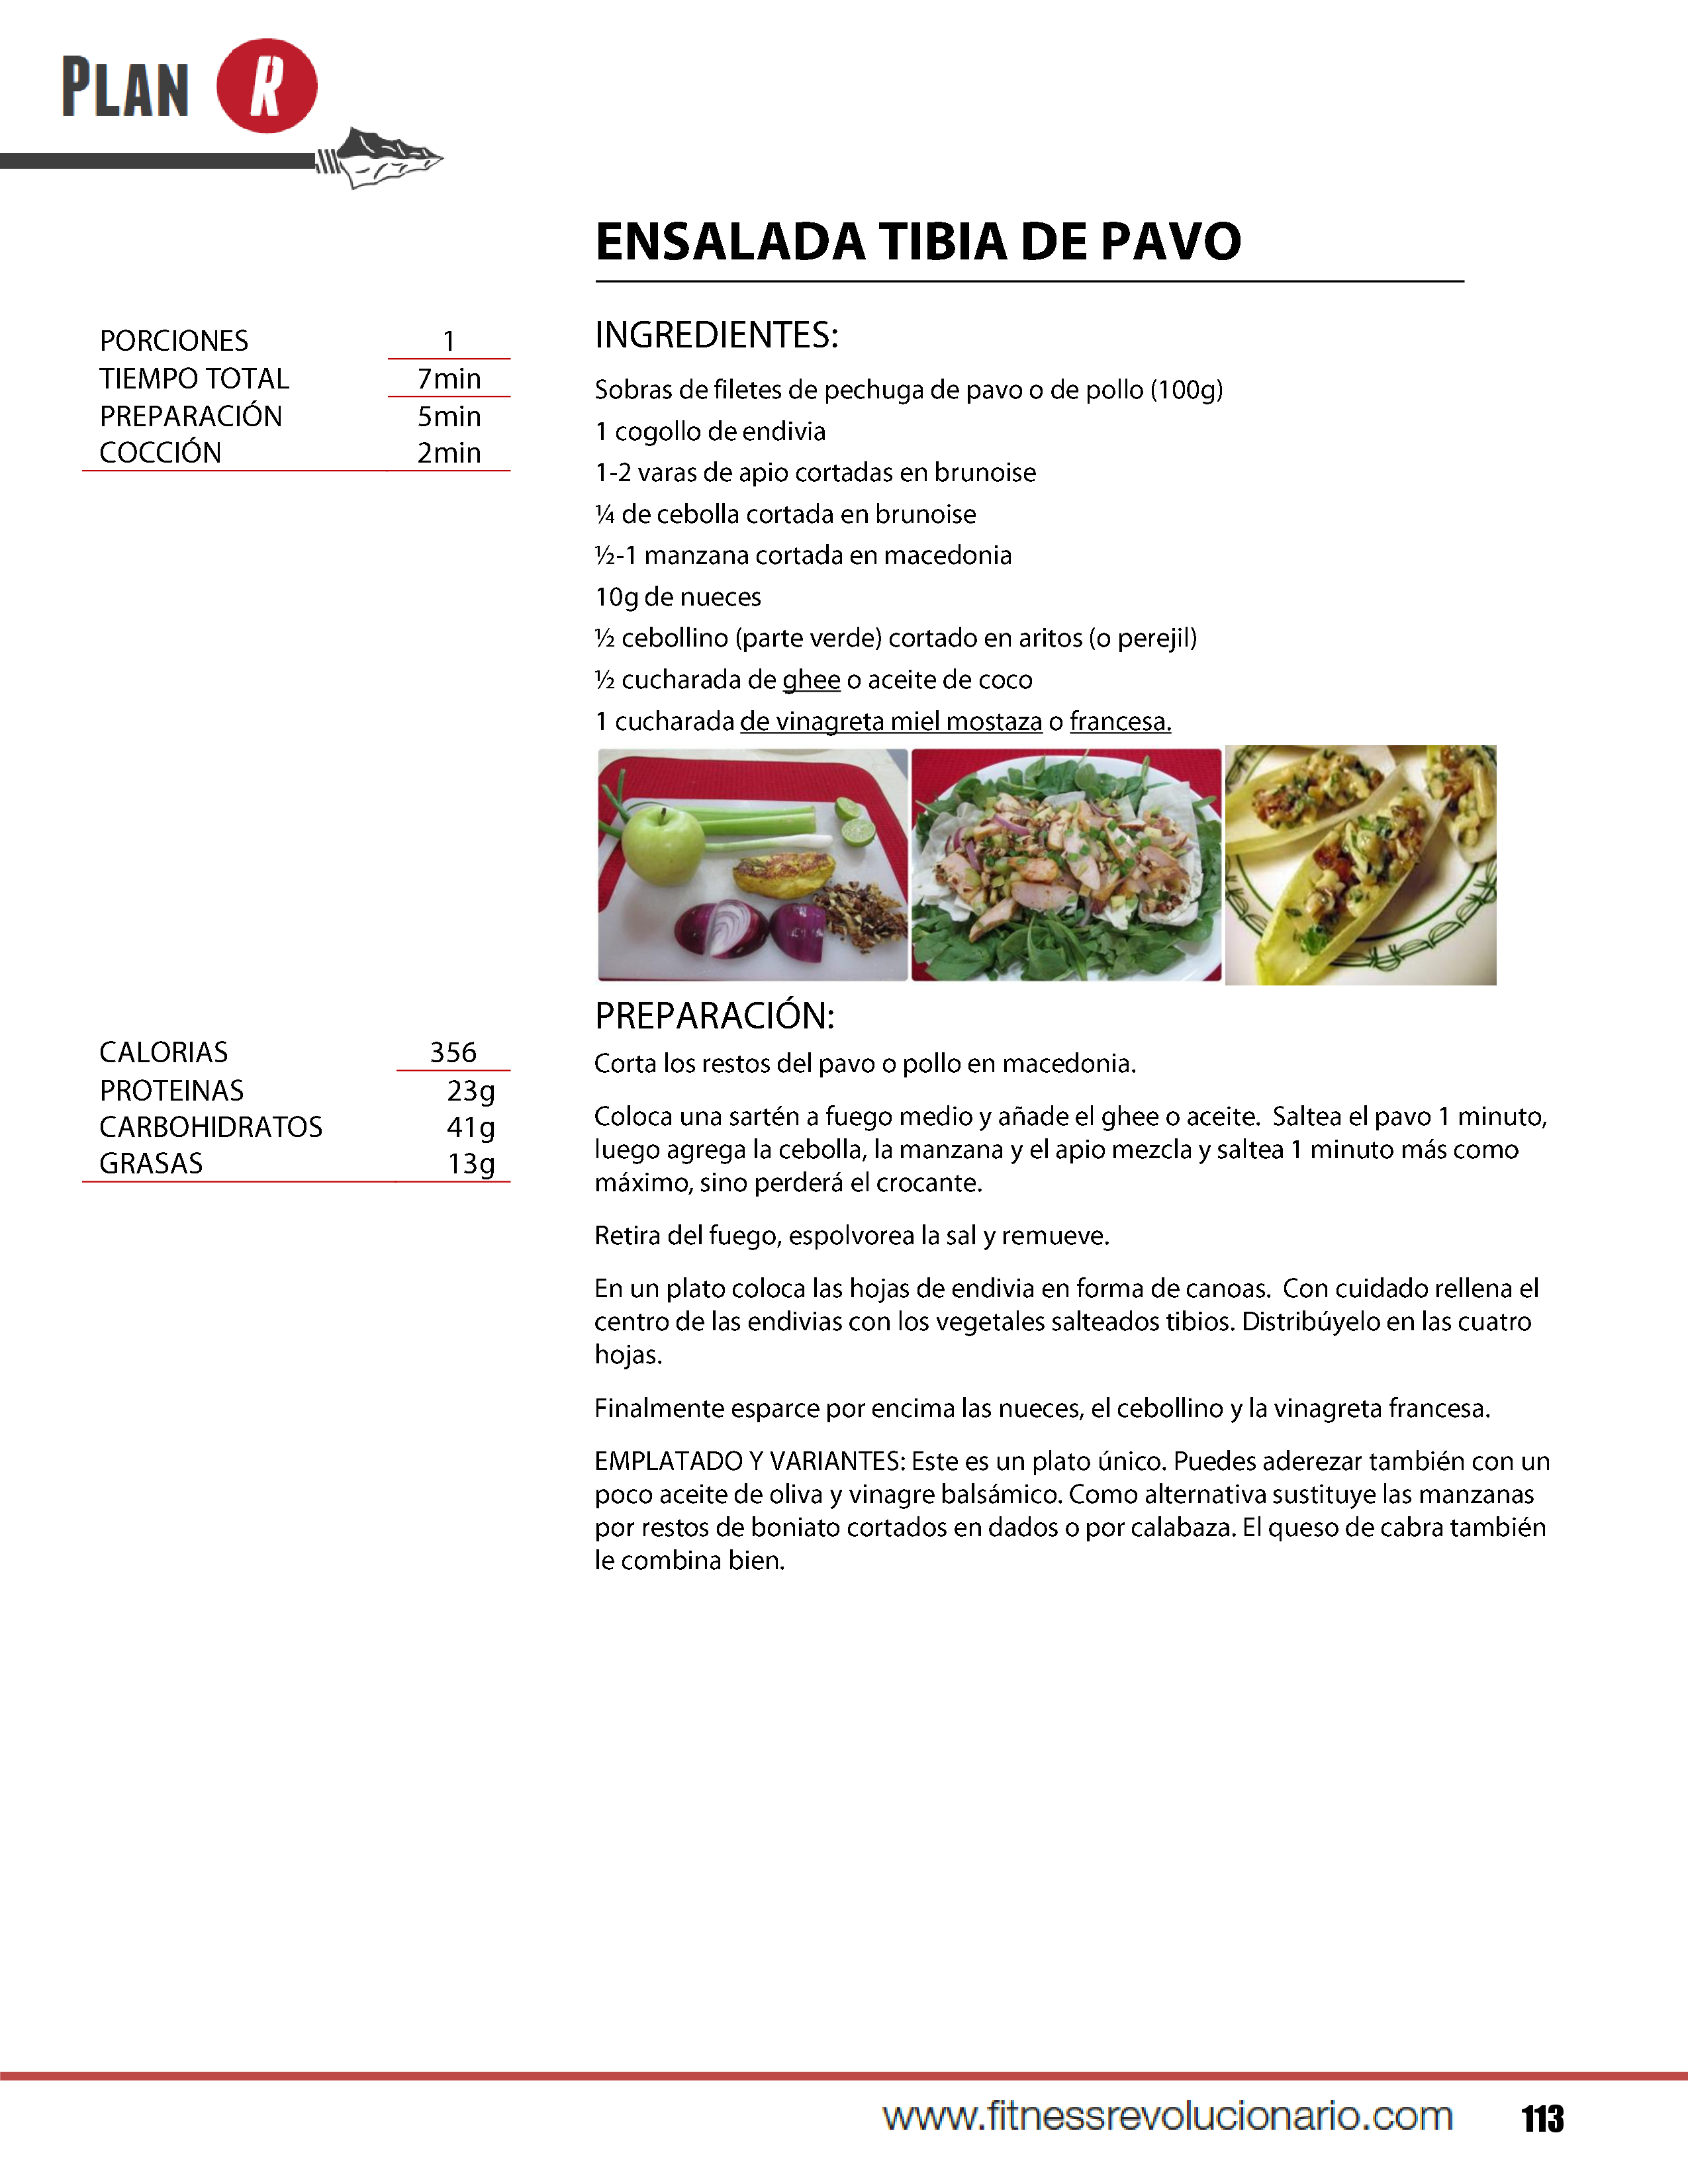 PLAN R
ENSALADA TIBIA DE PAVO
PORCIONES 1
TIEMPO TOTAL 7min
PREPARACIÓN 5min
COCCIÓN 2min
INGREDIENTES:
Sobras de filetes de pechuga de pavo o de pollo (100g)
1 cogollo de endivia
1-2 varas de apio cortadas en brunoise
¼ de cebolla cortada en brunoise
½-1 manzana cortada en macedonia
10g de nueces
½ cebollino (parte verde) cortado en aritos (o perejil)
½ cucharada de ghee o aceite de coco
1 cucharada de vinagreta miel mostaza o francesa.
CALORIAS 356
PROTEINAS 23g
CARBOHIDRATOS 41g
GRASAS 13g
PREPARACIÓN:
Corta los restos del pavo o pollo en macedonia.
Coloca una sartén a fuego medio y añade el ghee o aceite.  Saltea el pavo 1 minuto,
luego agrega la cebolla, la manzana y el apio mezcla y saltea 1 minuto más como
máximo, sino perderá el crocante.
Retira del fuego, espolvorea la sal y remueve.
En un plato coloca las hojas de endivia en forma de canoas.  Con cuidado rellena el
centro de las endivias con los vegetales salteados tibios. Distribúyelo en las cuatro
hojas.
Finalmente esparce por encima las nueces, el cebollino y la vinagreta francesa.
EMPLATADO Y VARIANTES: Este es un plato único. Puedes aderezar también con un
poco aceite de oliva y vinagre balsámico. Como alternativa sustituye las manzanas
por restos de boniato cortados en dados o por calabaza. El queso de cabra también
le combina bien.
www.fitnessrevolucionario.com 113